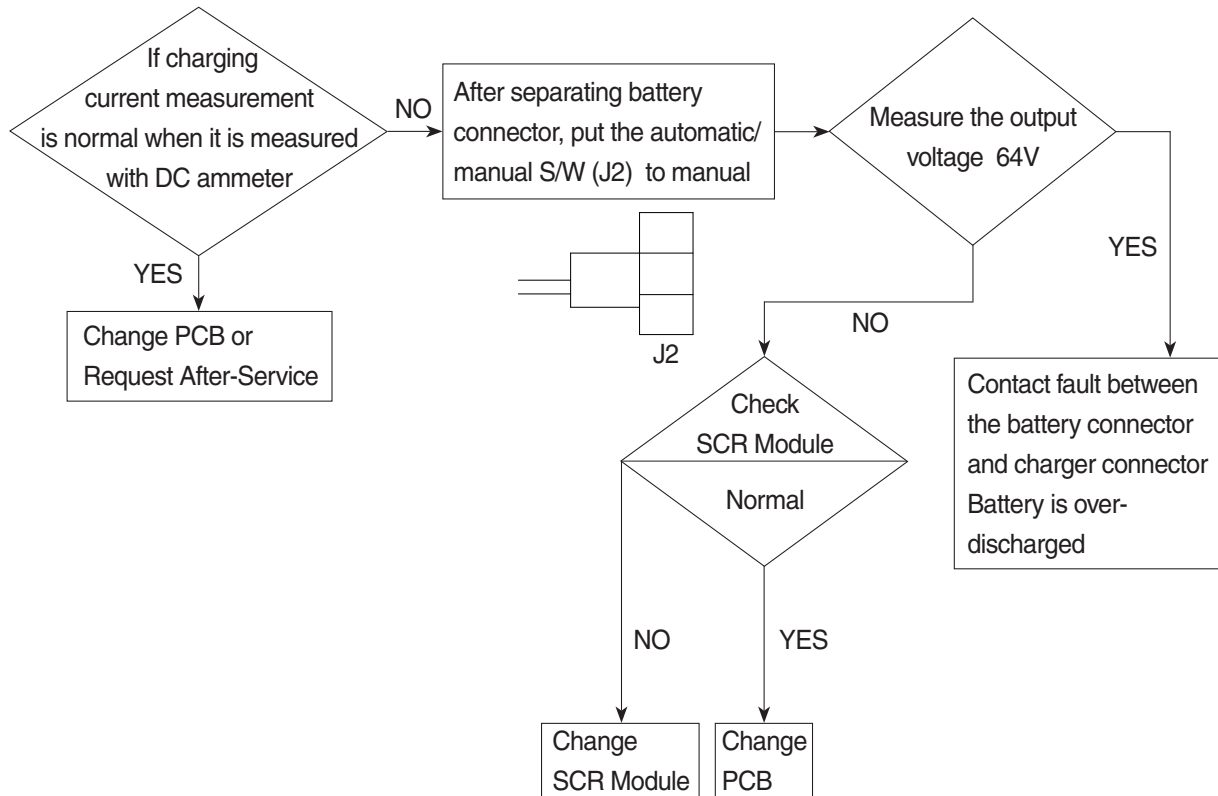 If charging
current measurement
is normal when it is measured
with DC ammeter
NO
After separating battery
connector, put the automatic/
manual S/W (J2) to manual
Measure the output
voltage 64V
YES
Change PCB or
Request After-Service
J2
NO
YES
Check
SCR Module
Normal
Contact fault between
the battery connector
and charger connector
Battery is over-
discharged
NO
YES
Change
SCR Module
Change
PCB